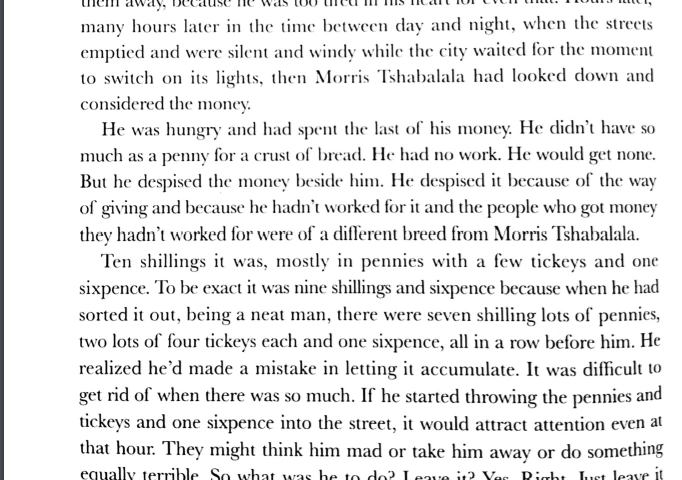 them away, because he was too tired in his heart for even that. Hours later,
many hours later in the time between day and night, when the streets
emptied and were silent and windy while the city waited for the moment
to switch on its lights, then Morris Tshabalala had looked down and
considered the money.
He was hungry and had spent the last of his money. He didn't have so
much as a penny for a crust of bread. He had no work. He would get none.
But he despised the money beside him. He despised it because of the way
of giving and because he hadn't worked for it and the people who got money
they hadn't worked for were of a different breed from Morris Tshabalala.
Ten shillings it was, mostly in pennies with a few tickeys and one
sixpence. To be exact it was nine shillings and sixpence because when he had
sorted it out, being a neat man, there were seven shilling lots of pennies,
two lots of four tickeys each and one sixpence, all in a row before him. He
realized he'd made a mistake in letting it accumulate. It was difficult to
get rid of when there was so much. If he started throwing the pennies and
tickeys and one sixpence into the street, it would attract attention even at
that hour. They might think him mad or take him away or do something
equally terrible. So what was he to do? Leave it? Yes. Right. Just leave it